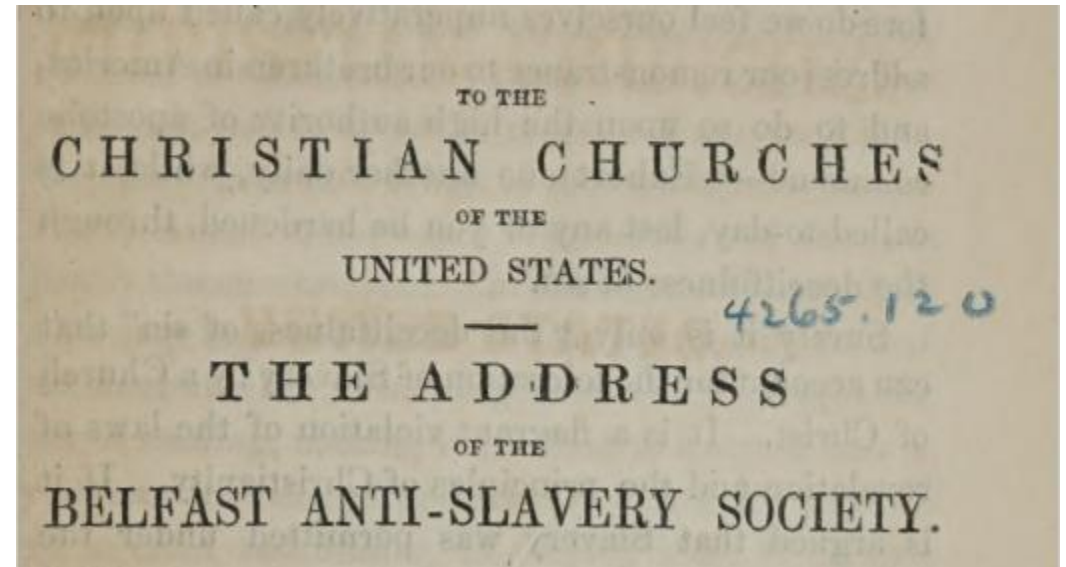 TO THE
CHRISTIAN CHURCHES
OF THE
UNITED STATES.
4265.120
THE ADDRESS
OF THE
BELFAST ANTI-SLAVERY SOCIETY.